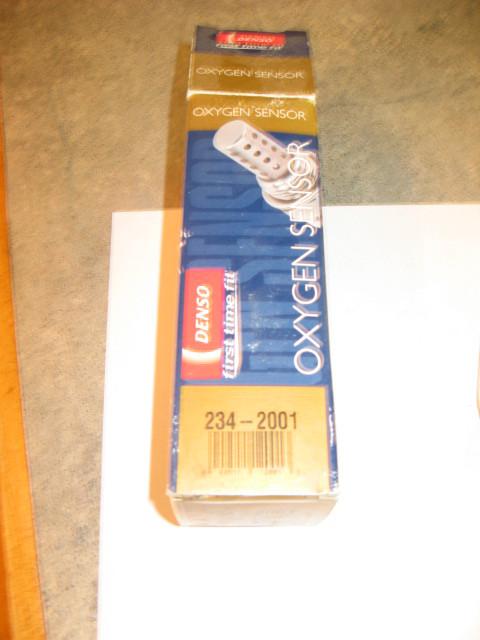 DENSO
first time fit
OXYGEN SENSOR
OXYGEN SENSOR
OXYGEN SENSOR
DENSO
first time fit
234-2001